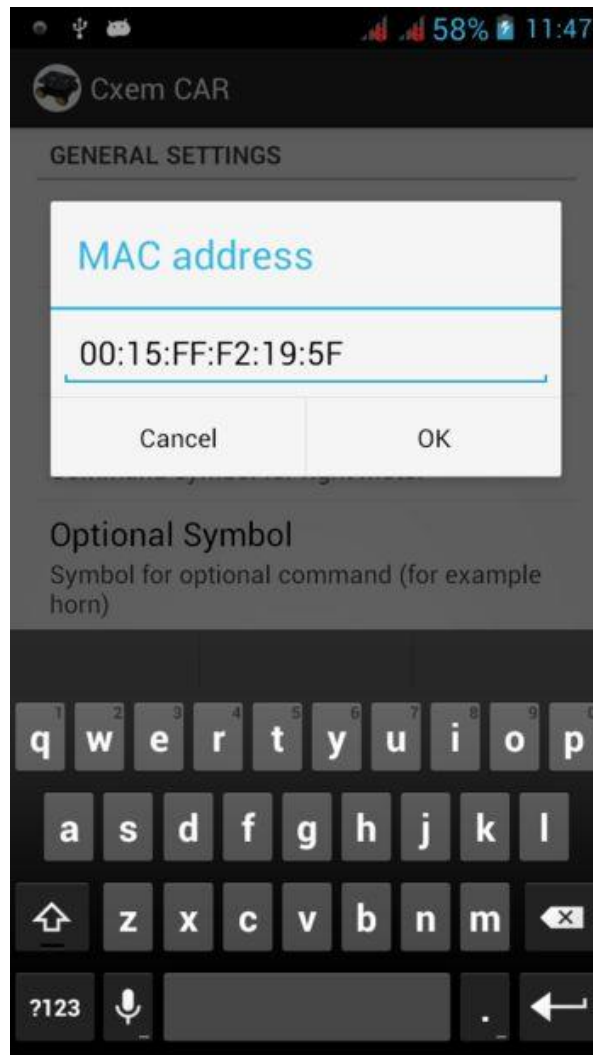 58% 11:47
Cxem CAR
GENERAL SETTINGS
MAC address
00:15:FF:F2:19:5F
Cancel OK
Optional Symbol
Symbol for optional command (for example
horn)
1 2 3 4 5 6 7 8 9
q w e r t y u i o p
a s d f g h j k l
z x c v b n m
?123 .